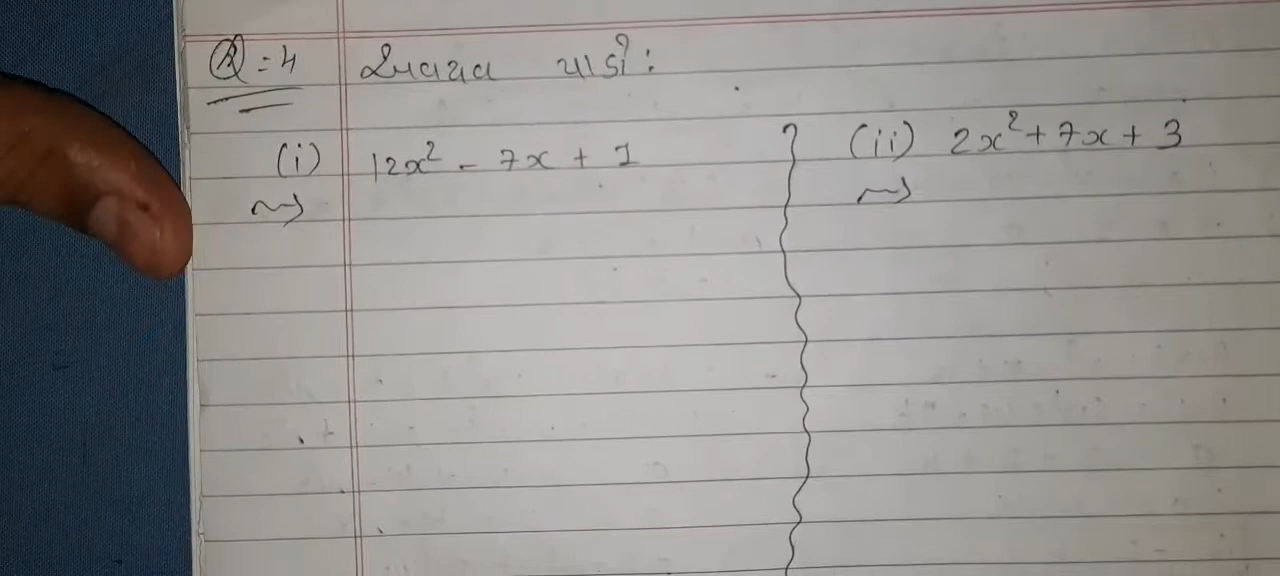 Q=4 અવયવ પાડો:
(i) 12x² - 7x + 1
(ii) 2x² + 7x + 3